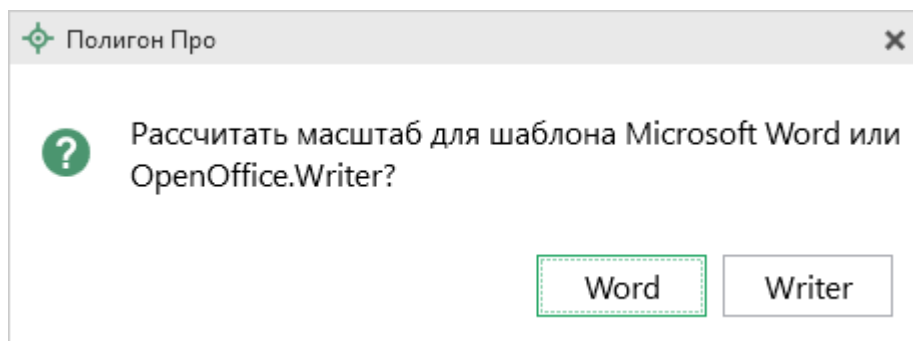 Полигон Про
Рассчитать масштаб для шаблона Microsoft Word или
OpenOffice.Writer?
Word Writer